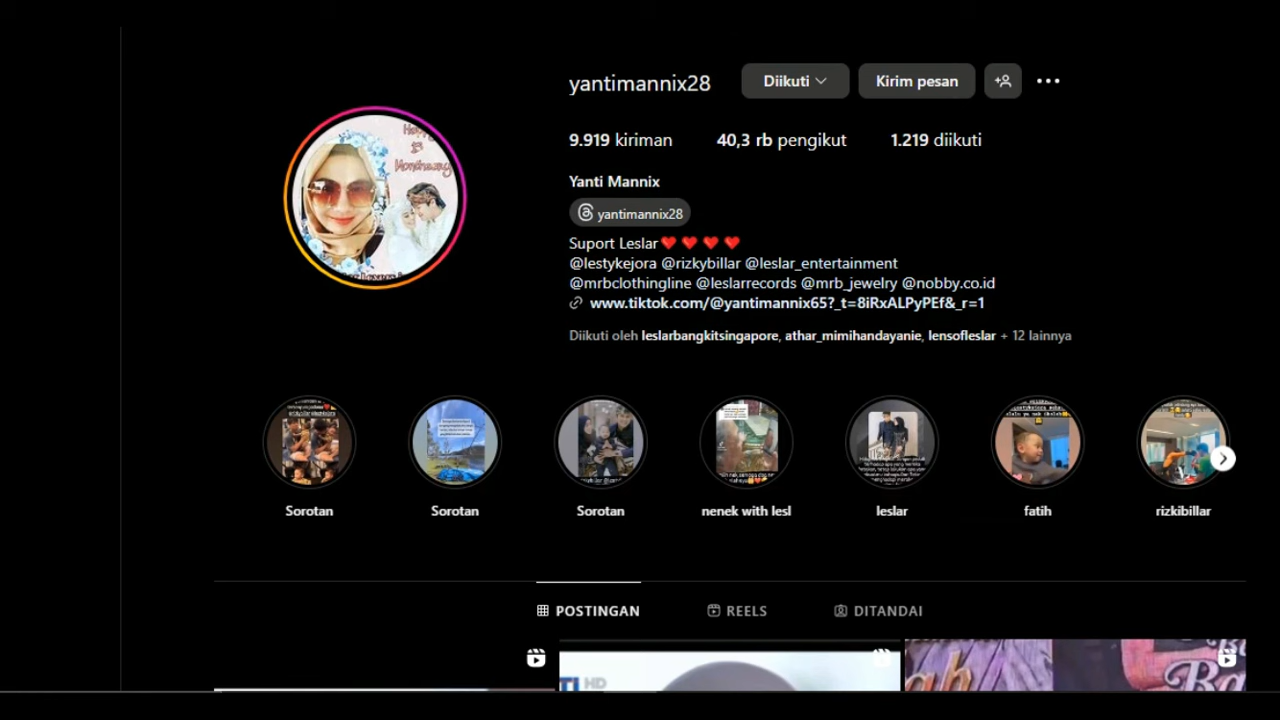 yantimannix28
Diikuti
Kirim pesan
9.919 kiriman
40,3 rb pengikut
1.219 diikuti
Yanti Mannix
yantimannix28
Suport Leslar❤️ ❤️ ❤️ ❤️
@lestykejora @rizkybillar @leslar_entertainment
@mrbclothingline @leslarrecords @mrb_jewelry @nobby.co.id
www.tiktok.com/@yantimannix65?_t=8iRxALPyPEf&_r=1
Diikuti oleh leslarbangkitsingapore, athar_mimihandayanie, lensofleslar + 12 lainnya
Sorotan
Sorotan
Sorotan
nenek with lesl
leslar
fatih
rizkibillar
POSTINGAN
REELS
DITANDAI
HD